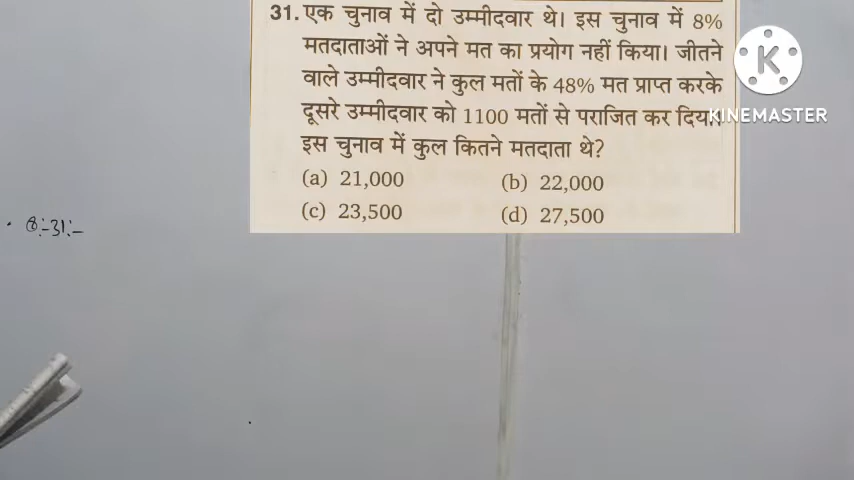 31. एक चुनाव में दो उम्मीदवार थे। इस चुनाव में 8%
मतदाताओं ने अपने मत का प्रयोग नहीं किया। जीतने
वाले उम्मीदवार ने कुल मतों के 48% मत प्राप्त करके
दूसरे उम्मीदवार को 1100 मतों से पराजित कर दिया।
इस चुनाव में कुल कितने मतदाता थे?
(a) 21,000 (b) 22,000
(c) 23,500 (d) 27,500
K
KINEMASTER
Q:-31:-